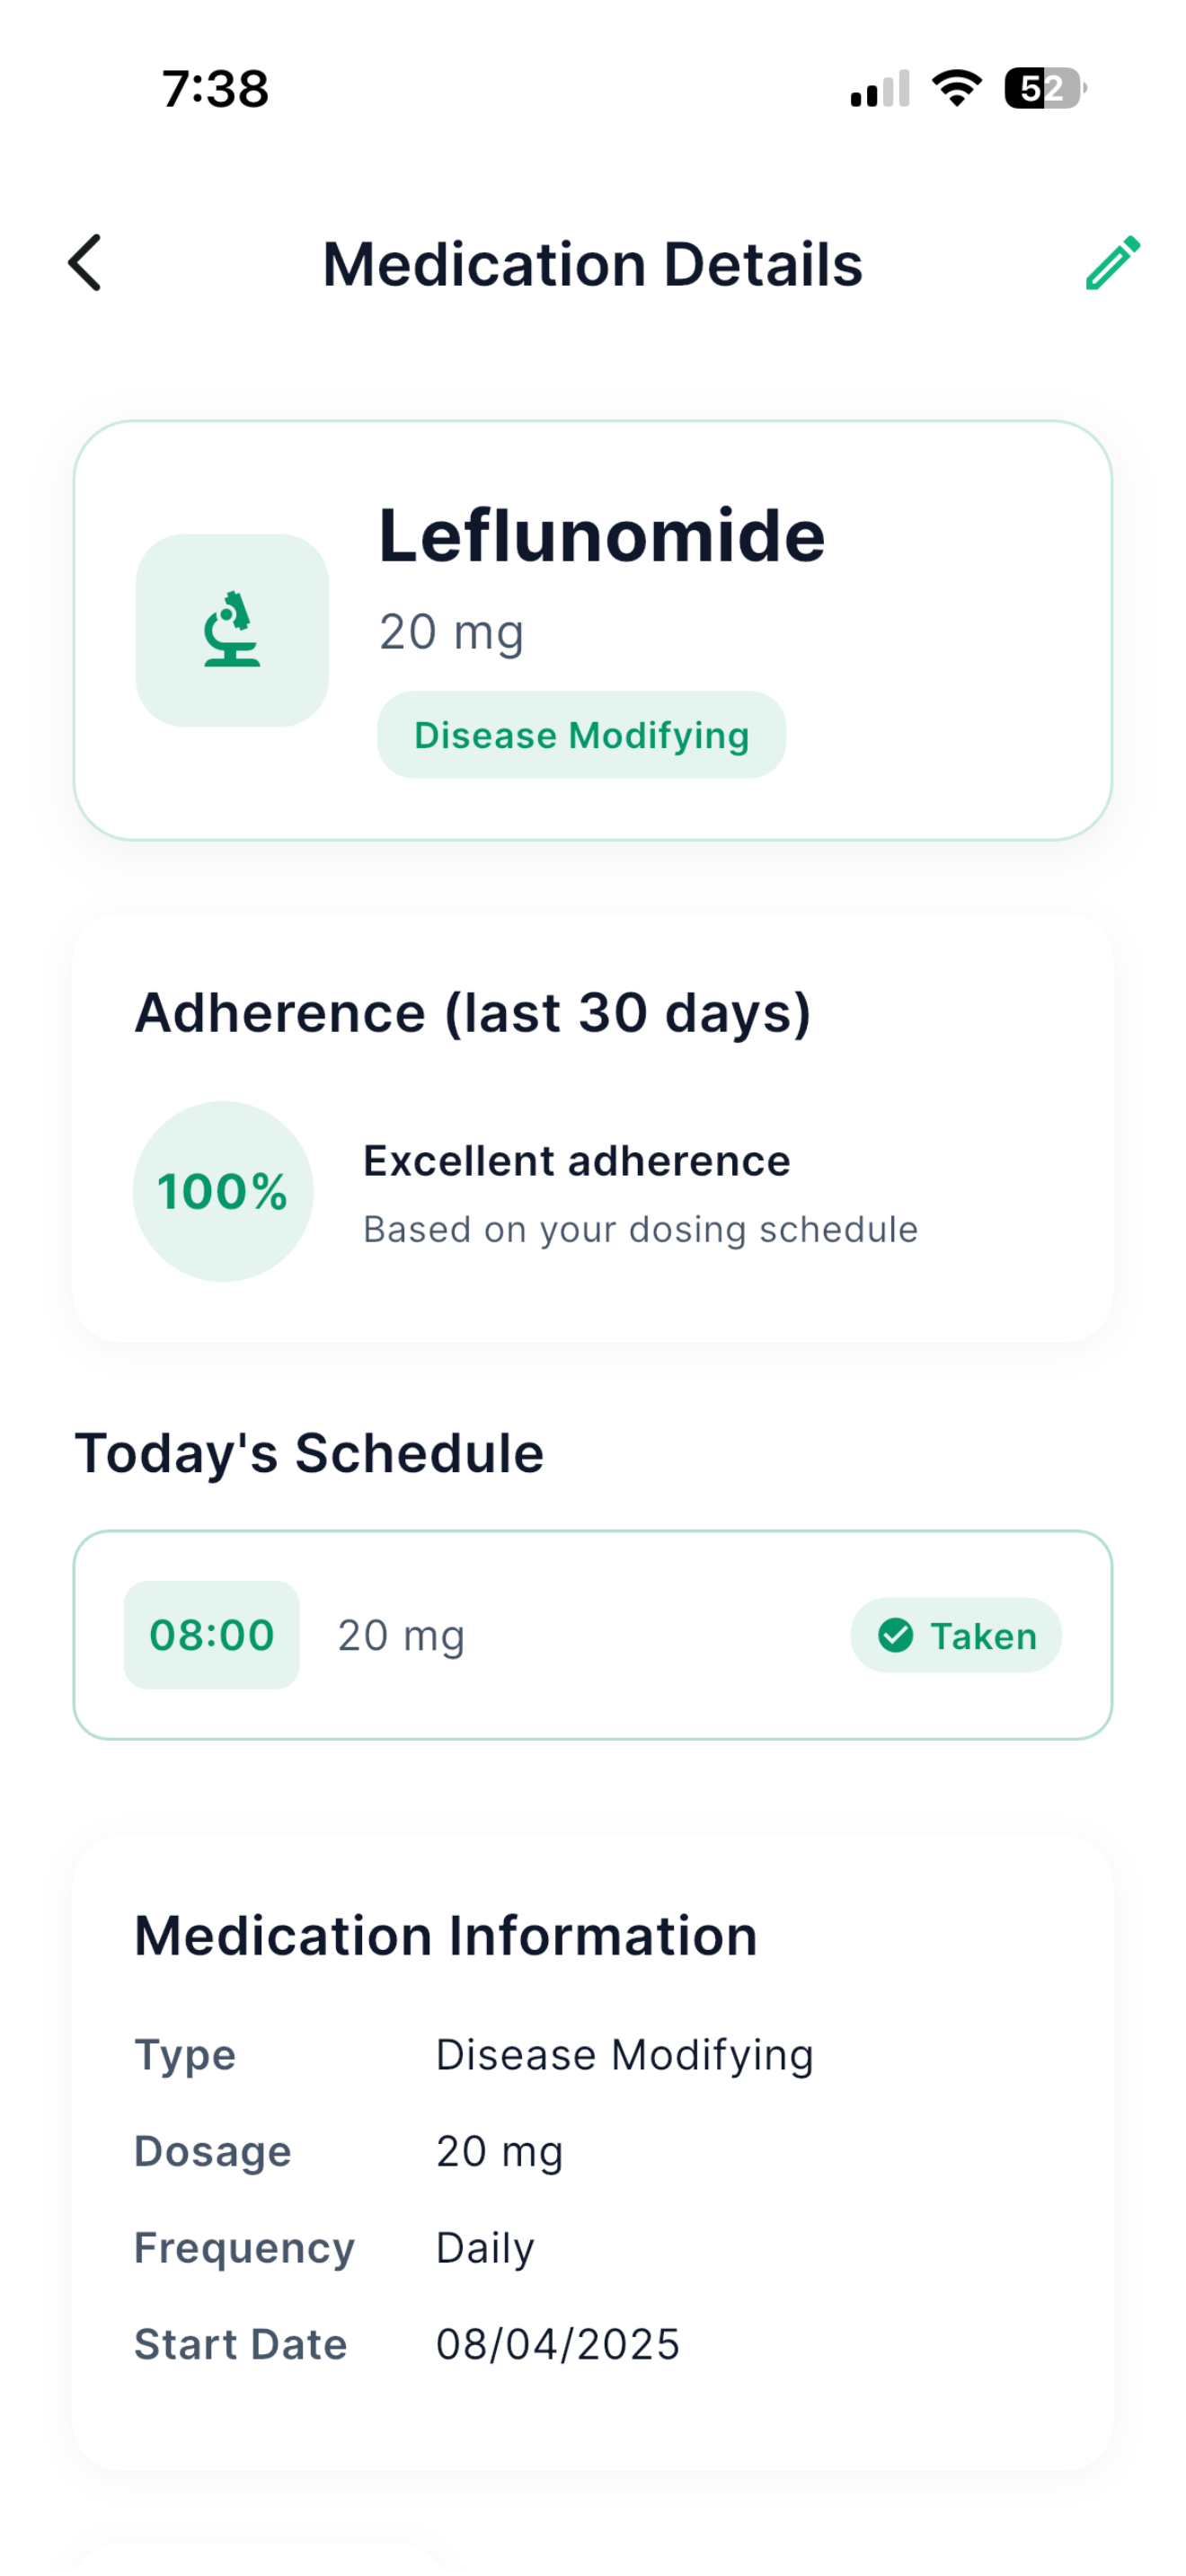 7:38
52
Medication Details
Leflunomide
20 mg
Disease Modifying
Adherence (last 30 days)
100%
Excellent adherence
Based on your dosing schedule
Today's Schedule
08:00 20 mg Taken
Medication Information
Type Disease Modifying
Dosage 20 mg
Frequency Daily
Start Date 08/04/2025